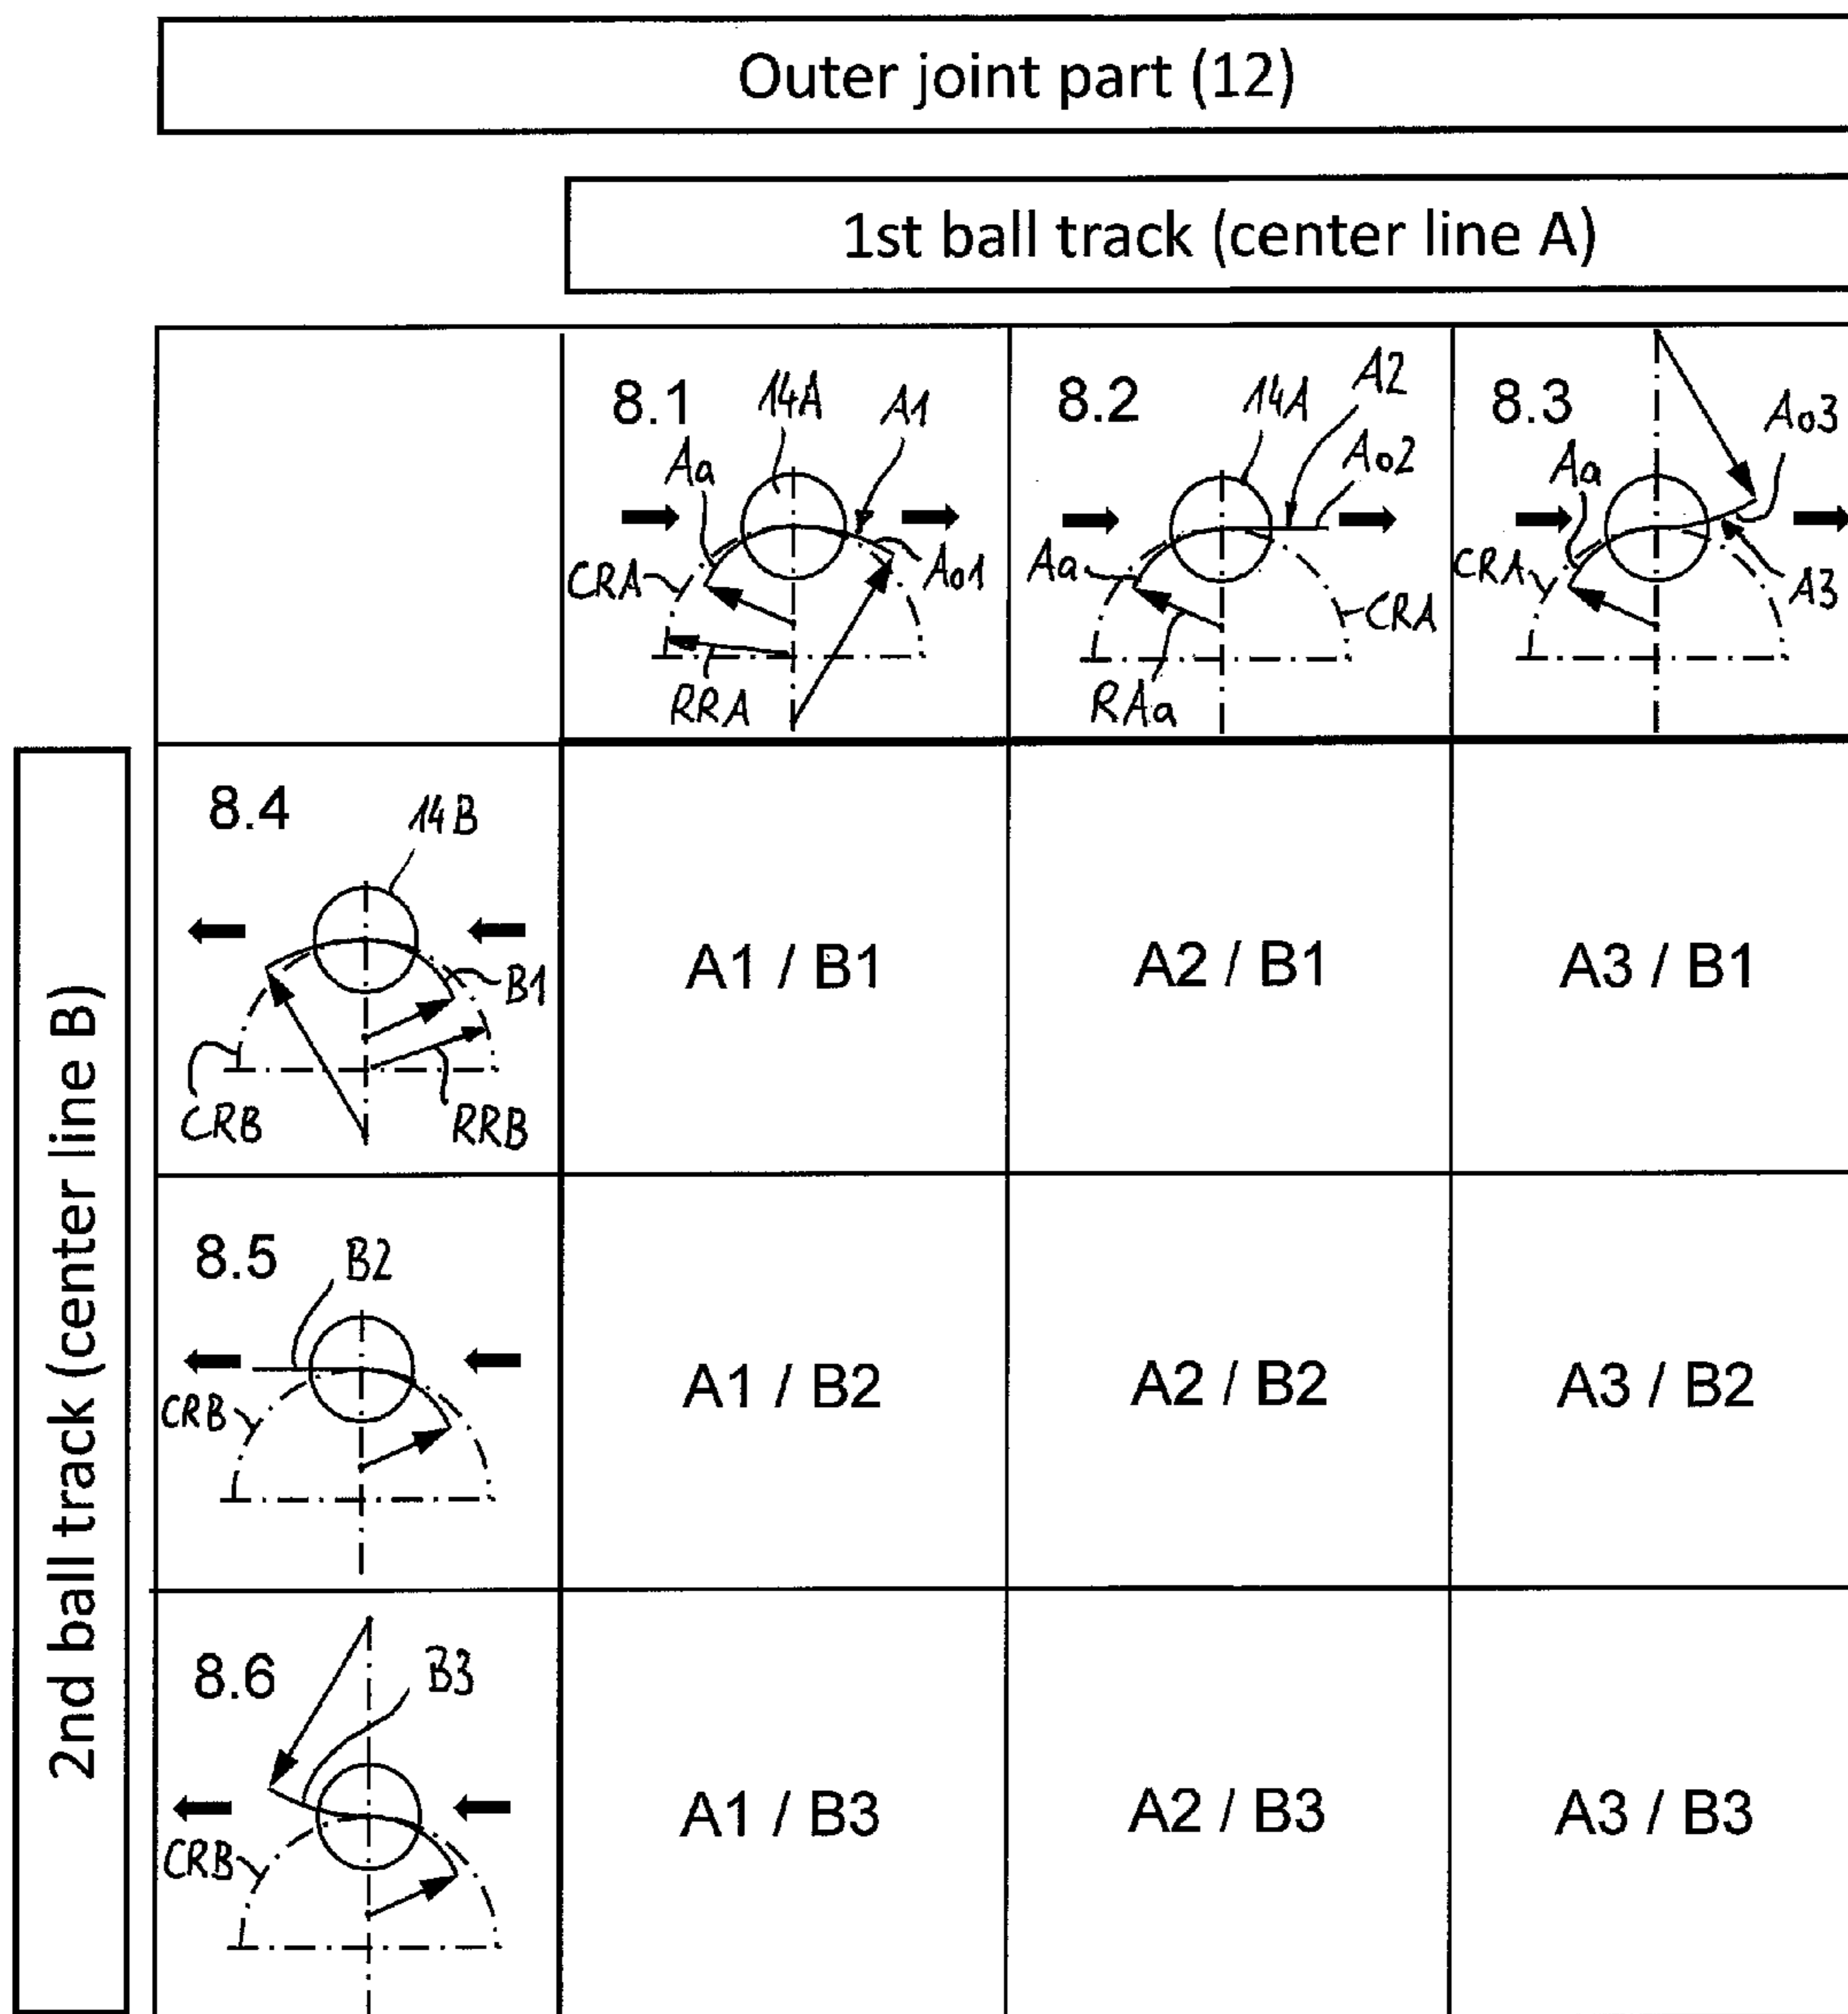 Outer joint part (12)
1st ball track (center line A)
8.1 14A A1
Aa
CRA
Ao1
RRA
8.2 14A A2
Ao2
Aa
CRA
RAa
8.3
Ao3
Aa
CRA
A3
2nd ball track (center line B)
8.4 14B
B1
CRB RRB
A1 / B1 A2 / B1 A3 / B1
8.5 B2
CRB
A1 / B2 A2 / B2 A3 / B2
8.6 B3
CRB
A1 / B3 A2 / B3 A3 / B3